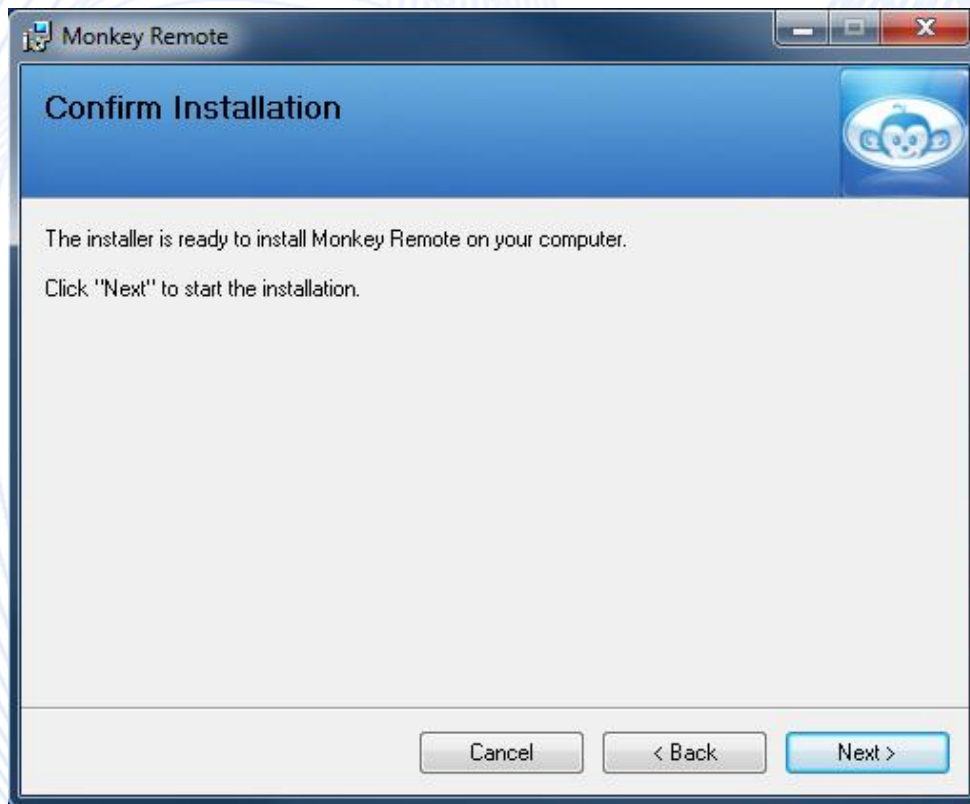 Monkey Remote
Confirm Installation
The installer is ready to install Monkey Remote on your computer.
Click "Next" to start the installation.
Cancel
< Back
Next >